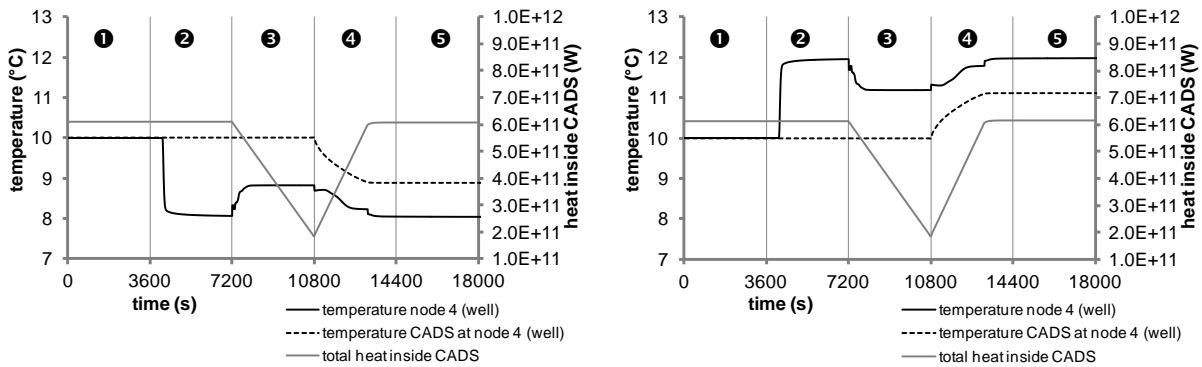 13
12
11
10
9
8
7
temperature (°C)
❶ ❷ ❸ ❹ ❺
1.0E+12
9.0E+11
8.0E+11
7.0E+11
6.0E+11
5.0E+11
4.0E+11
3.0E+11
2.0E+11
1.0E+11
heat inside CADS (W)
0 3600 7200 10800 14400 18000
time (s)
temperature node 4 (well)
temperature CADS at node 4 (well)
total heat inside CADS
13
12
11
10
9
8
7
temperature (°C)
❶ ❷ ❸ ❹ ❺
1.0E+12
9.0E+11
8.0E+11
7.0E+11
6.0E+11
5.0E+11
4.0E+11
3.0E+11
2.0E+11
1.0E+11
heat inside CADS (W)
0 3600 7200 10800 14400 18000
time (s)
temperature node 4 (well)
temperature CADS at node 4 (well)
total heat inside CADS